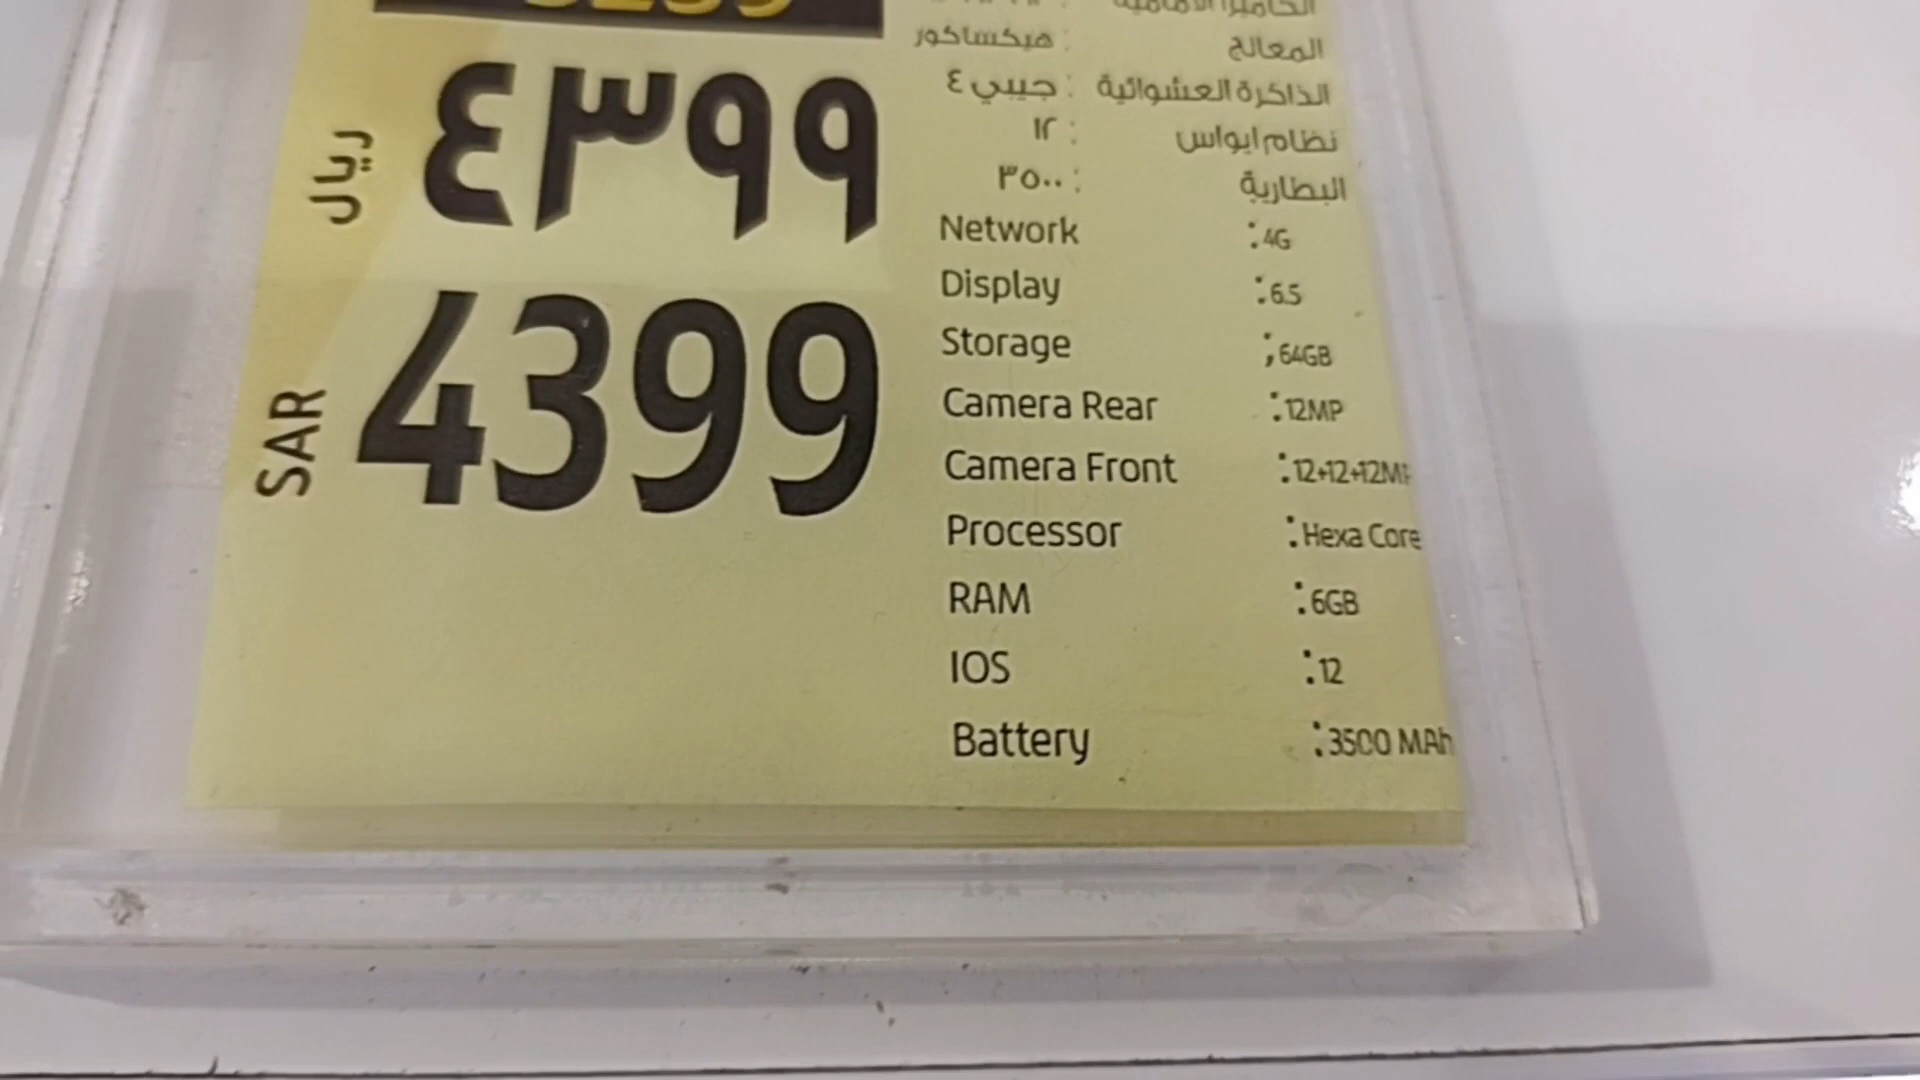 ٤٣٩٩
ريال
4399
SAR
المعالج : هيكساكور
الذاكرة العشوائية : جيبي ٤
نظام ايواس : ١٢
البطارية : ٣٥٠٠
Network :4G
Display :6.5
Storage ;64GB
Camera Rear :12MP
Camera Front :12+12+12MP
Processor :Hexa Core
RAM :6GB
IOS :12
Battery :3500 MAh